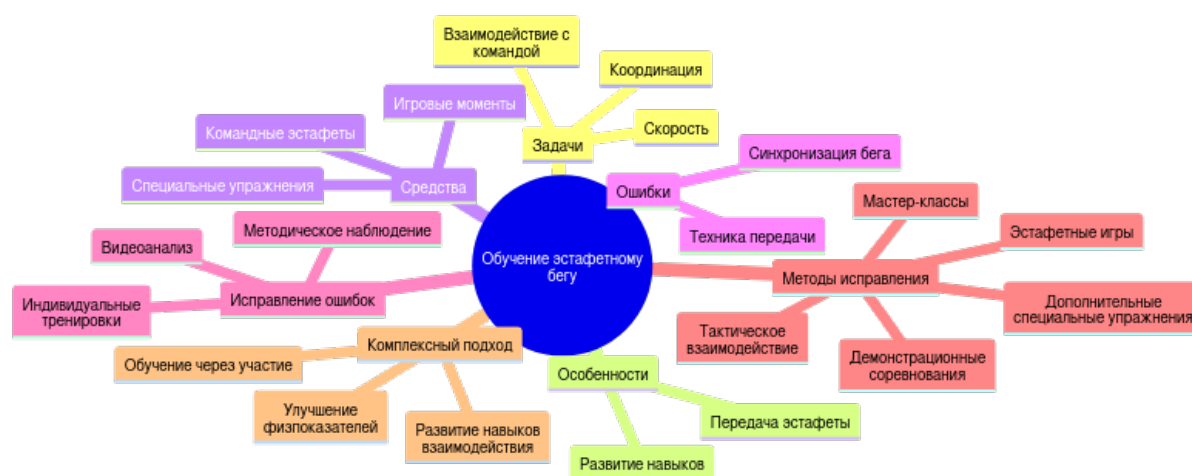 Взаимодействие с
командой
Координация
Скорость
Задачи
Игровые моменты
Командные эстафеты
Специальные упражнения
Средства
Синхронизация бега
Ошибки
Техника передачи
Мастер-классы
Эстафетные игры
Методы исправления
Дополнительные
специальные упражнения
Тактическое
взаимодействие
Демонстрационные
соревнования
Обучение эстафетному
бегу
Методическое наблюдение
Видеоанализ
Индивидуальные
тренировки
Исправление ошибок
Комплексный подход
Обучение через участие
Улучшение
физпоказателей
Развитие навыков
взаимодействия
Особенности
Передача эстафеты
Развитие навыков